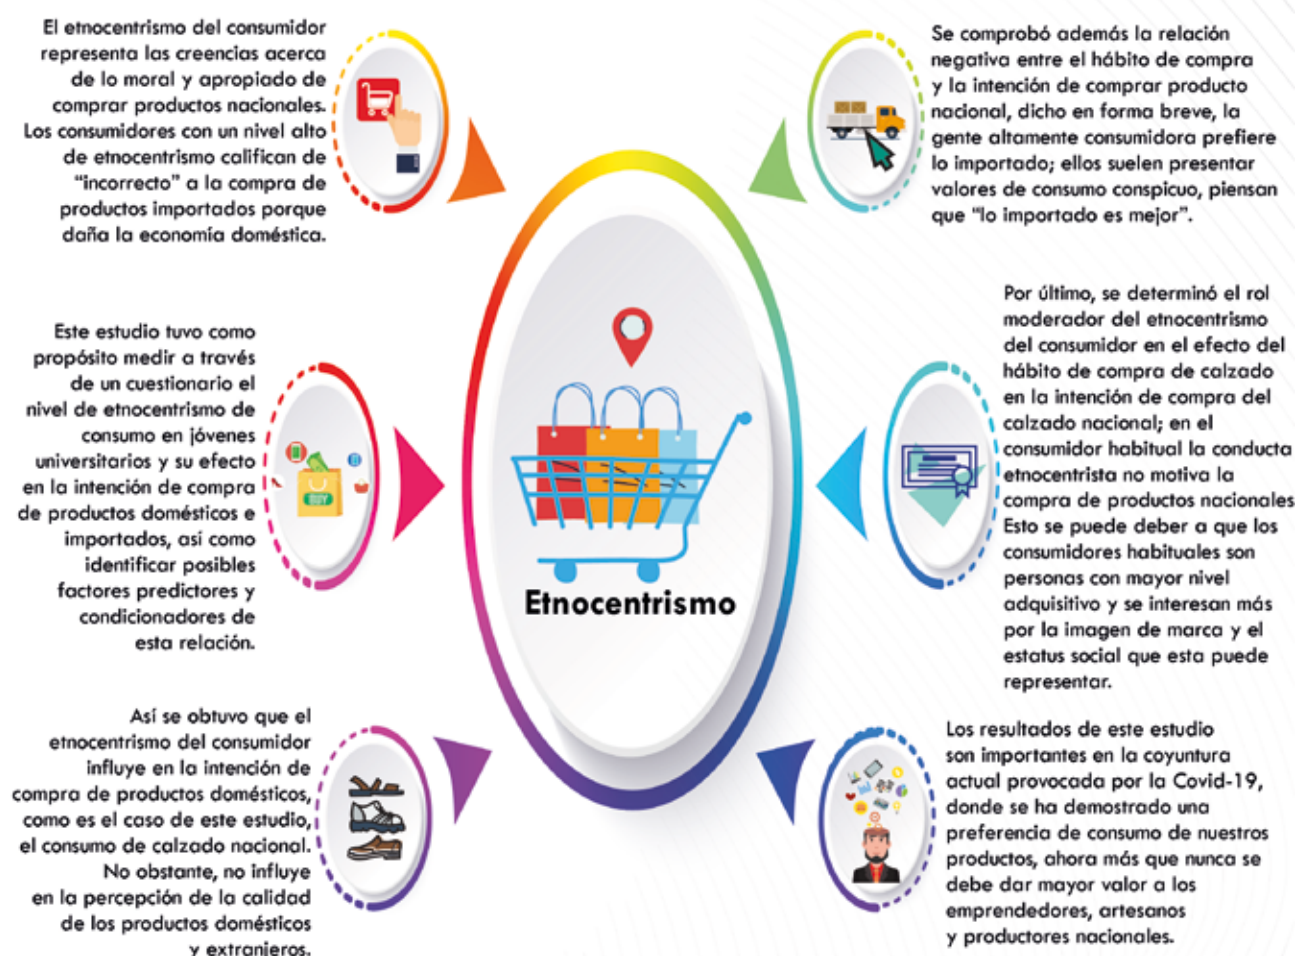 El etnocentrismo del consumidor
representa las creencias acerca
de lo moral y apropiado de
comprar productos nacionales.
Los consumidores con un nivel alto
de etnocentrismo califican de
“incorrecto” a la compra de
productos importados porque
daña la economía doméstica.
Este estudio tuvo como
propósito medir a través
de un cuestionario el
nivel de etnocentrismo de
consumo en jóvenes
universitarios y su efecto
en la intención de compra
de productos domésticos e
importados, así como
identificar posibles
factores predictores y
condicionadores de
esta relación.
Así se obtuvo que el
etnocentrismo del consumidor
influye en la intención de
compra de productos domésticos,
como es el caso de este estudio,
el consumo de calzado nacional.
No obstante, no influye
en la percepción de la calidad
de los productos domésticos
y extranjeros.
BUY
Etnocentrismo
Se comprobó además la relación
negativa entre el hábito de compra
y la intención de comprar producto
nacional, dicho en forma breve, la
gente altamente consumidora prefiere
lo importado; ellos suelen presentar
valores de consumo conspicuo, piensan
que “lo importado es mejor”.
Por último, se determinó el rol
moderador del etnocentrismo
del consumidor en el efecto del
hábito de compra de calzado
en la intención de compra del
calzado nacional; en el
consumidor habitual la conducta
etnocentrista no motiva la
compra de productos nacionales
Esto se puede deber a que los
consumidores habituales son
personas con mayor nivel
adquisitivo y se interesan más
por la imagen de marca y el
estatus social que esta puede
representar.
Los resultados de este estudio
son importantes en la coyuntura
actual provocada por la Covid-19,
donde se ha demostrado una
preferencia de consumo de nuestros
productos, ahora más que nunca se
debe dar mayor valor a los
emprendedores, artesanos
y productores nacionales.